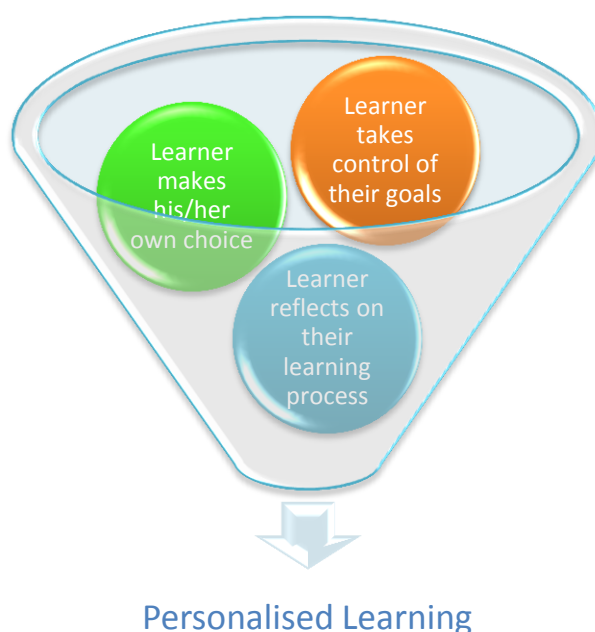 Learner
takes
control of
their goals
Learner
makes
his/her
own choice
Learner
reflects on
their
learning
process
Personalised Learning